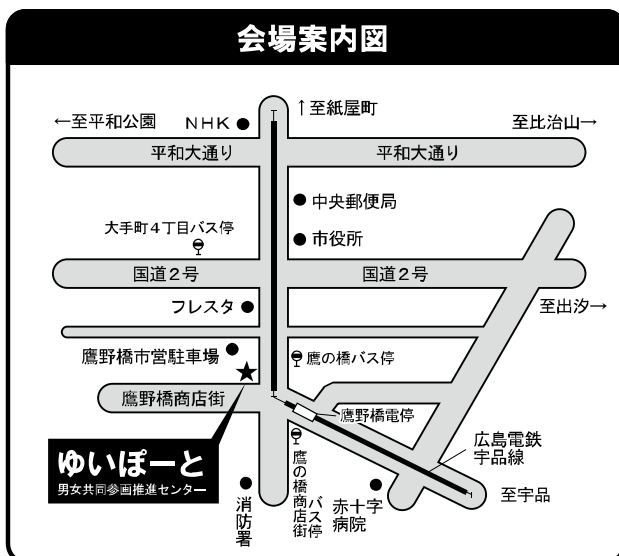 会場案内図
←至平和公園
NHK
↑至紙屋町
至比治山→
平和大通り
平和大通り
中央郵便局
大手町4丁目バス停
市役所
国道2号
国道2号
フレスタ
至出汐→
鷹野橋市営駐車場
鷹の橋バス停
鷹野橋商店街
鷹野橋電停
ゆいぽーと
男女共同参画推進センター
広島電鉄
宇品線
至宇品
消防署
鷹の橋商店街
バス停
赤十字
病院